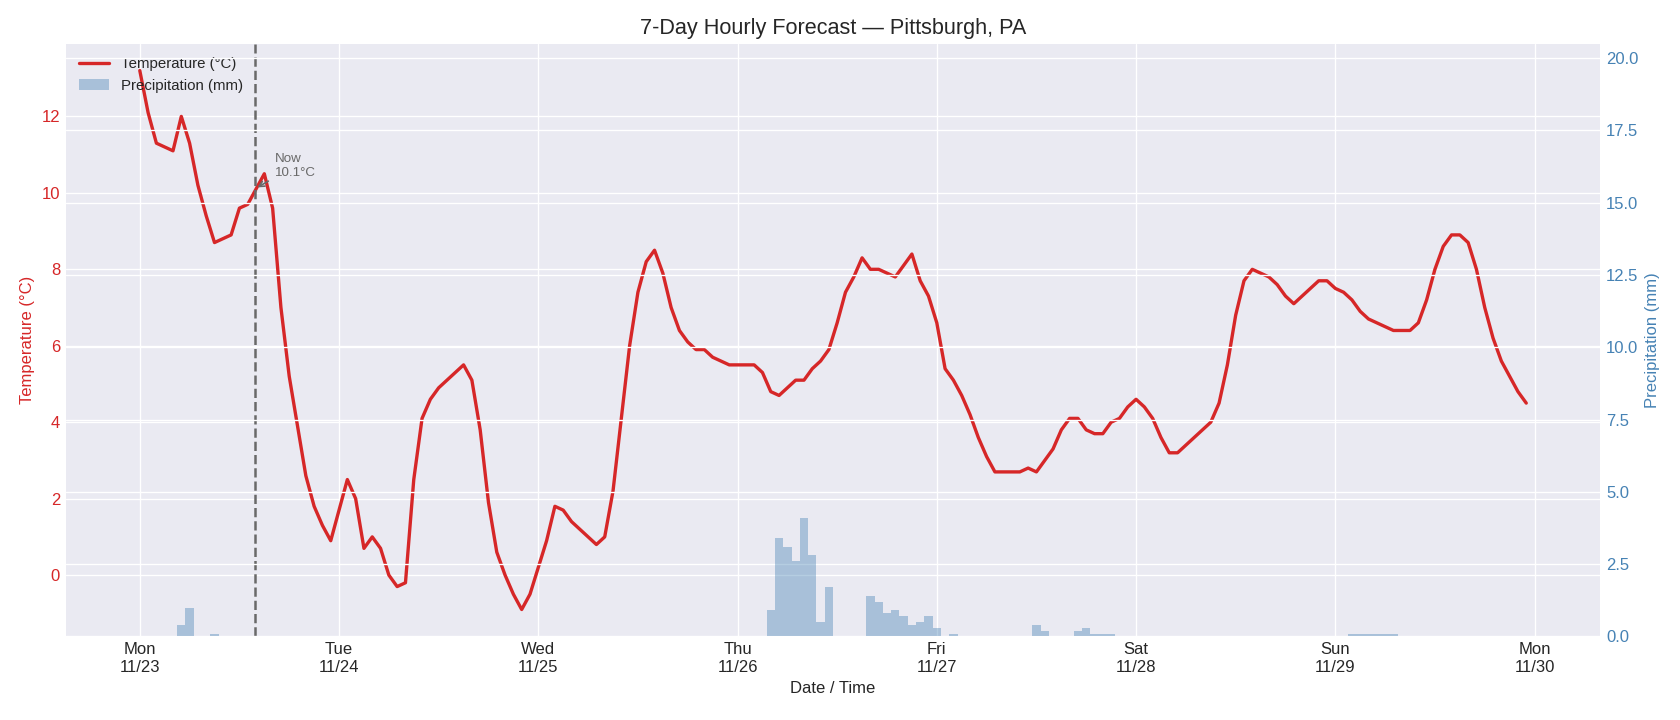 7-Day Hourly Forecast — Pittsburgh, PA
Temperature (°C)
Precipitation (mm)
Now
10.1°C
12
10
8
6
4
2
0
Temperature (°C)
20.0
17.5
15.0
12.5
10.0
7.5
5.0
2.5
0.0
Precipitation (mm)
Mon
11/23
Tue
11/24
Wed
11/25
Thu
11/26
Fri
11/27
Sat
11/28
Sun
11/29
Mon
11/30
Date / Time